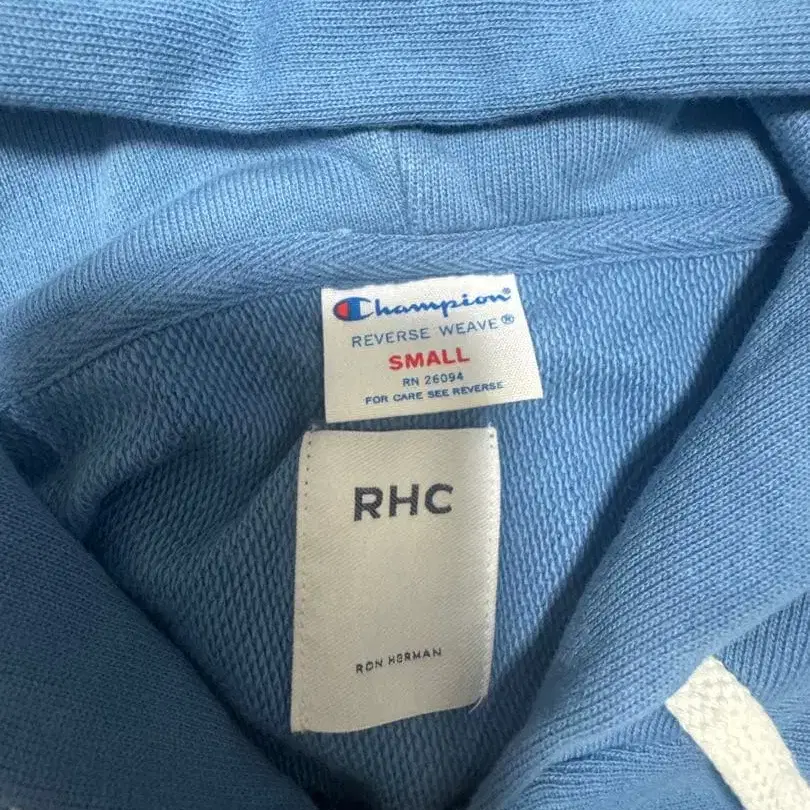 Champion®
REVERSE WEAVE®
SMALL
RN 26094
FOR CARE SEE REVERSE
RHC
RON HERMAN